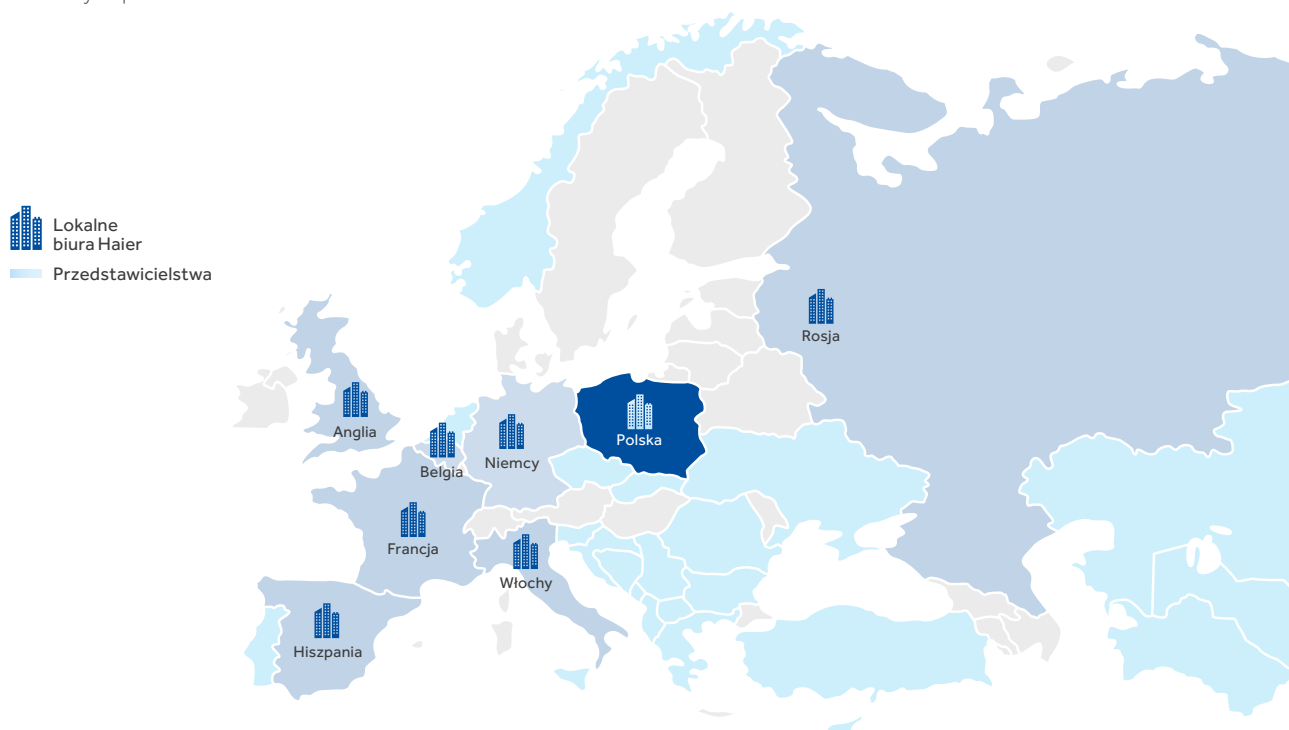 Lokalne
biura Haier
Przedstawicielstwa
Rosja
Anglia
Polska
Belgia
Niemcy
Francja
Włochy
Hiszpania